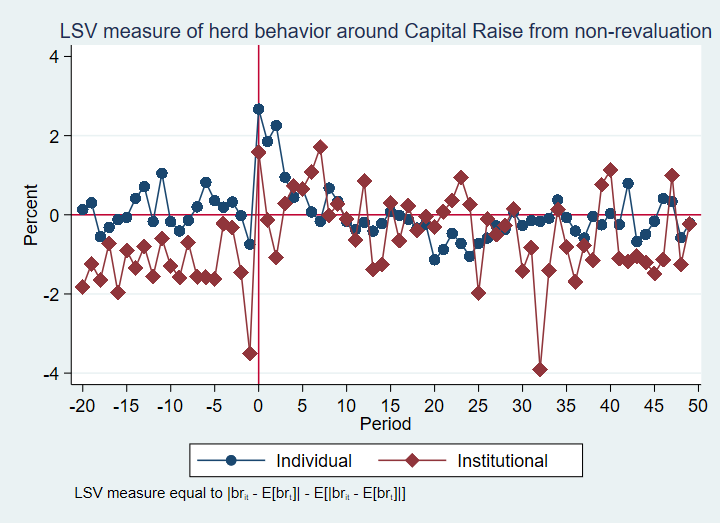 LSV measure of herd behavior around Capital Raise from non-revaluation
4
2
0
-2
-4
Percent
-20 -15 -10 -5 0 5 10 15 20 25 30 35 40 45 50
Period
Individual Institutional
LSV measure equal to |brᵢₜ - E[brₜ]| - E[|brᵢₜ - E[brₜ]|]